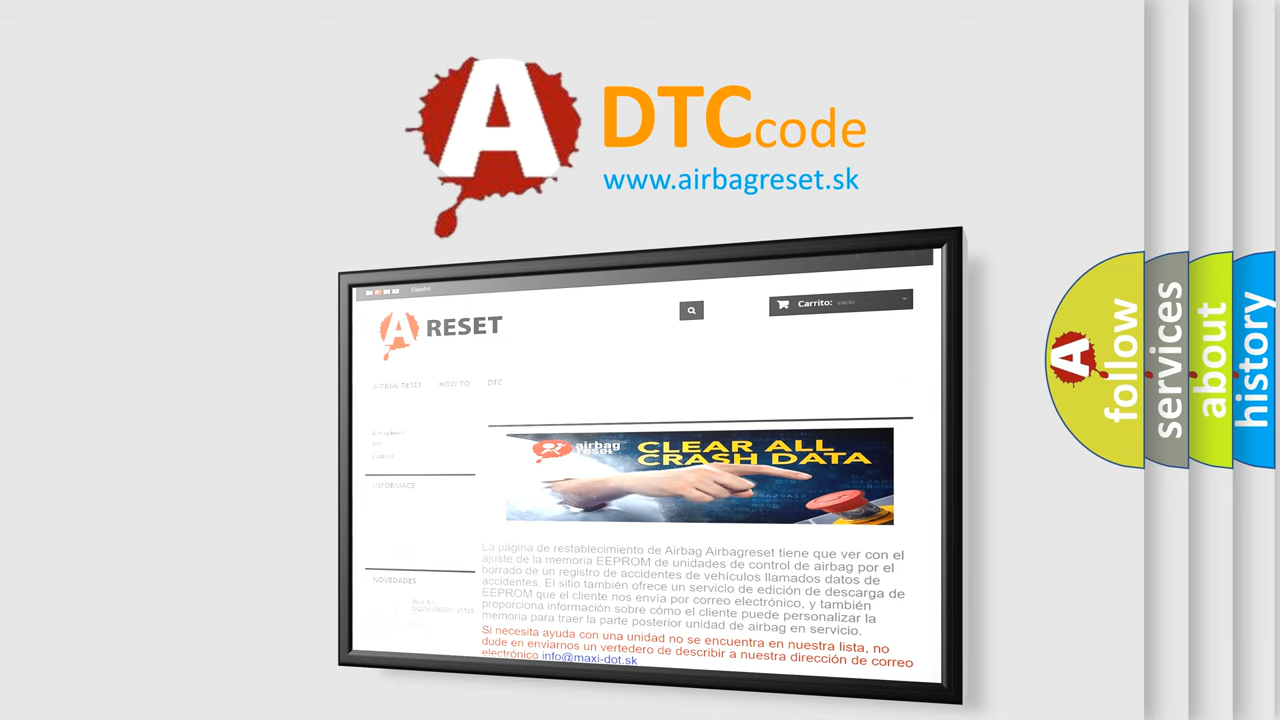 A
DTCcode
www.airbagreset.sk
Español
A RESET
Carrito: vacío
AIRBAG RESET HOW TO DTC
INFORMACE
NOVEDADES
airbag
reset
CLEAR ALL
CRASH DATA
La página de restablecimiento de Airbag Airbagreset tiene que ver con el
ajuste de la memoria EEPROM de unidades de control de airbag por el
borrado de un registro de accidentes de vehículos llamados datos de
accidentes. El sitio también ofrece un servicio de edición de descarga de
EEPROM que el cliente nos envía por correo electrónico, y también
proporciona información sobre cómo el cliente puede personalizar la
memoria para traer la parte posterior unidad de airbag en servicio.
Si necesita ayuda con una unidad no se encuentra en nuestra lista, no
dude en enviarnos un vertedero de describir a nuestra dirección de correo
electrónico info@maxi-dot.sk
A
follow
services
about
history